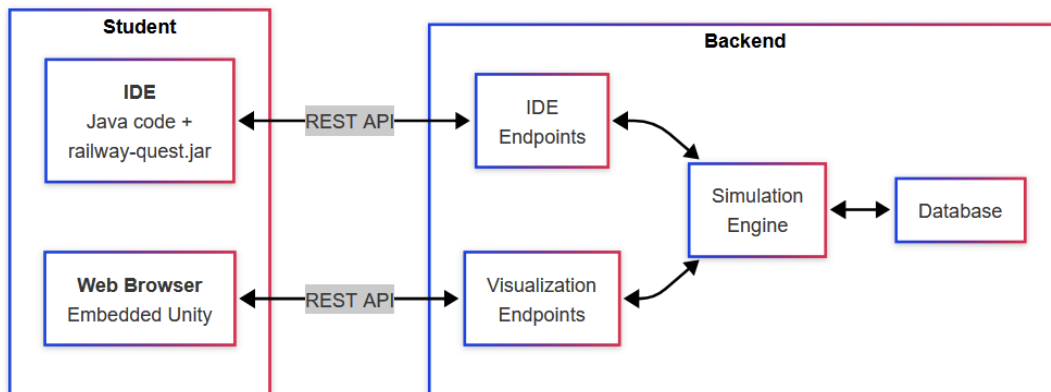 Student
IDE
Java code +
railway-quest.jar
Web Browser
Embedded Unity
REST API
REST API
Backend
IDE
Endpoints
Visualization
Endpoints
Simulation
Engine
Database